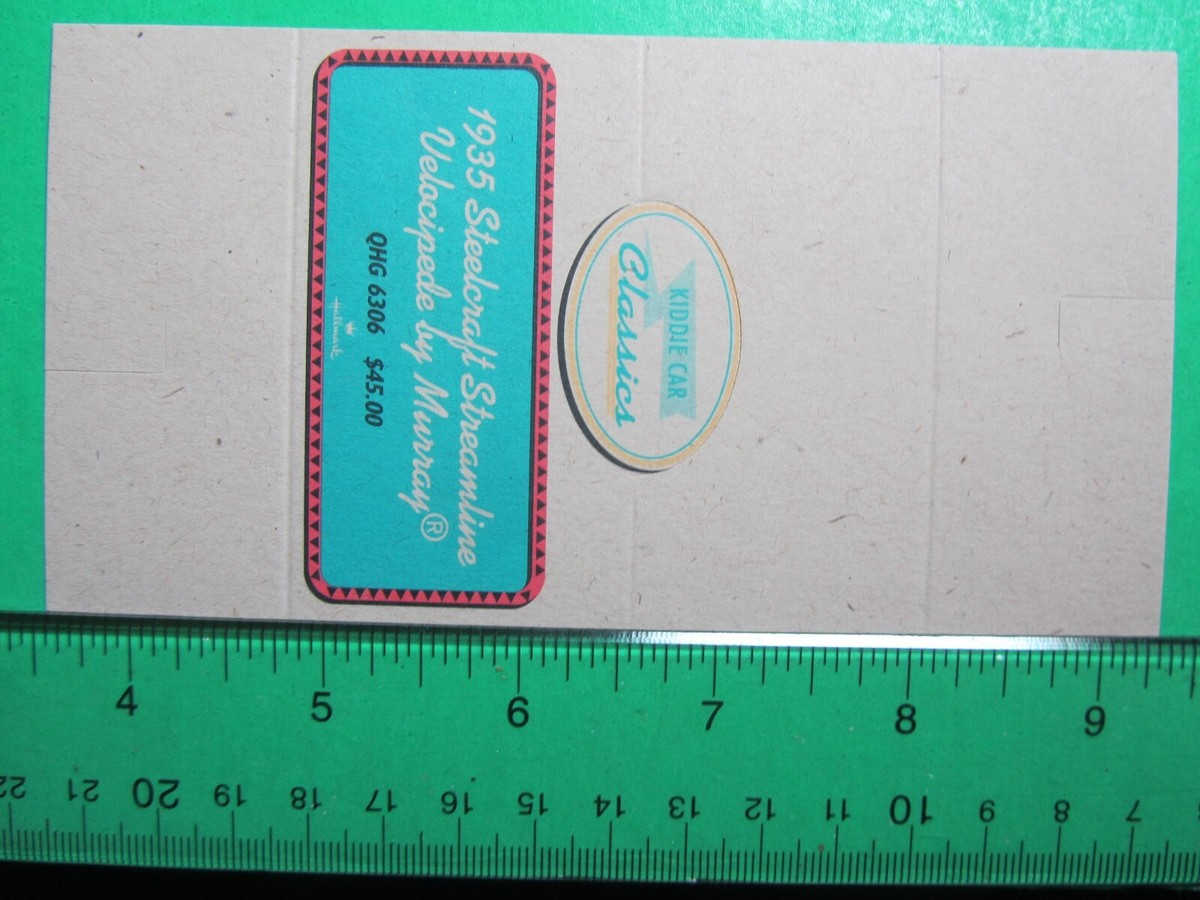 KIDDIE CAR
Classics
1935 Steelcraft Streamline
Velocipede by Murray®
QHG 6306 $45.00
Hallmark
4 5 6 7 8 9
22 21 20 19 18 17 16 15 14 13 12 11 10 9 8 7